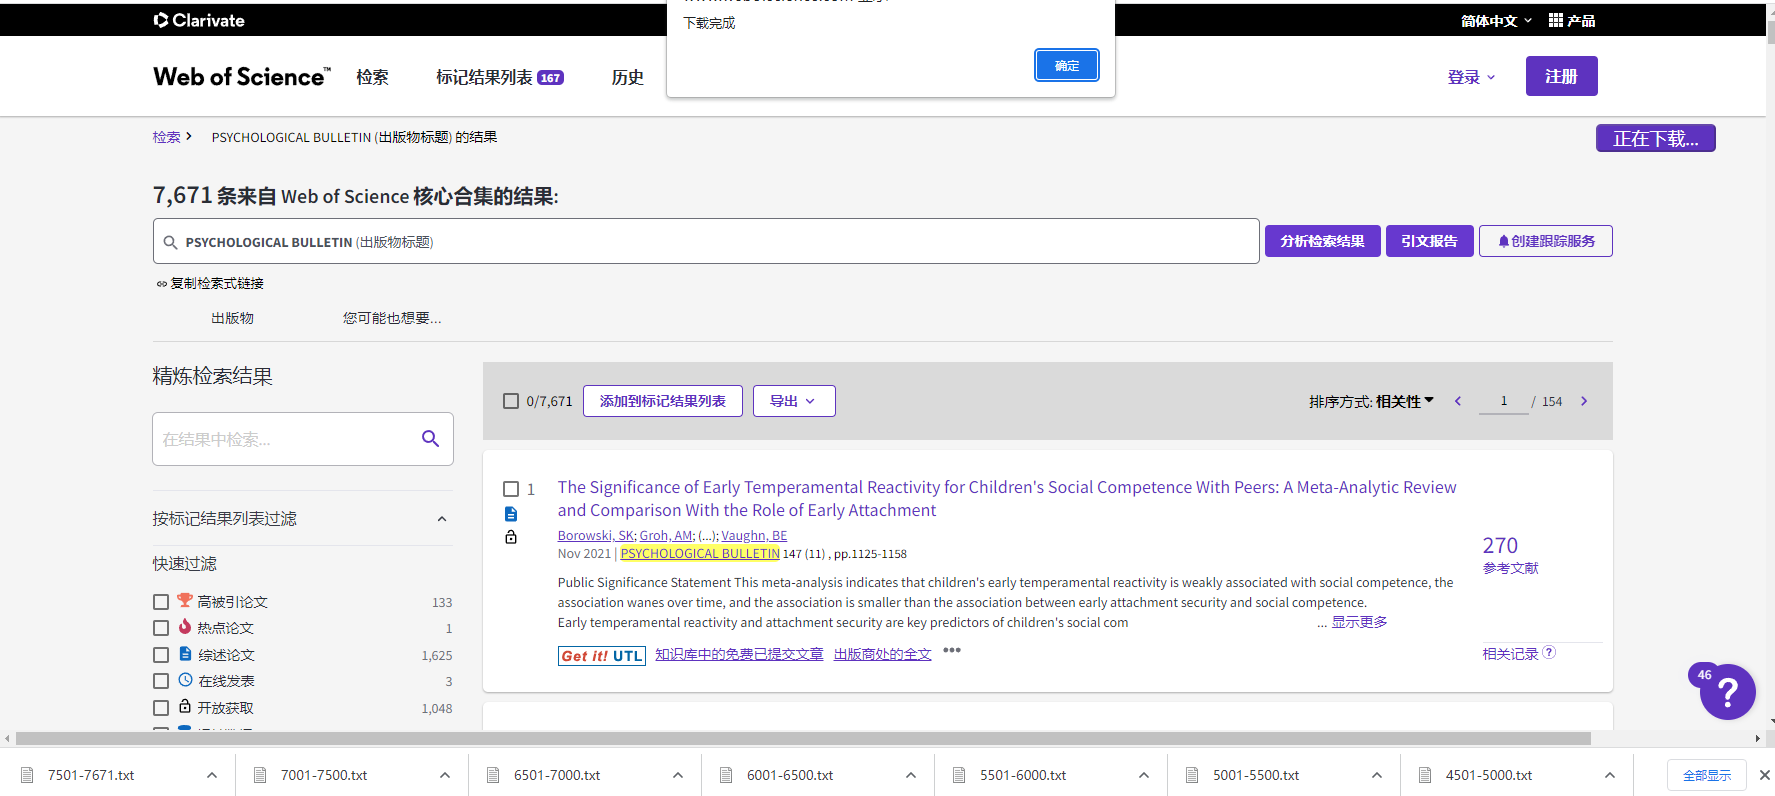 下载完成
确定
Clarivate
简体中文
产品
Web of Science™
检索
标记结果列表 167
历史
登录
注册
检索 > PSYCHOLOGICAL BULLETIN (出版物标题) 的结果
正在下载...
7,671 条来自 Web of Science 核心合集的结果:
PSYCHOLOGICAL BULLETIN (出版物标题)
分析检索结果
引文报告
创建跟踪服务
复制检索式链接
出版物
您可能也想要...
精炼检索结果
在结果中检索...
按标记结果列表过滤
快速过滤
高被引论文 133
热点论文 1
综述论文 1,625
在线发表 3
开放获取 1,048
0/7,671
添加到标记结果列表
导出
排序方式: 相关性
1 / 154
1
The Significance of Early Temperamental Reactivity for Children's Social Competence With Peers: A Meta-Analytic Review
and Comparison With the Role of Early Attachment
Borowski, SK; Groh, AM; (...); Vaughn, BE
Nov 2021 | PSYCHOLOGICAL BULLETIN 147 (11) , pp.1125-1158
Public Significance Statement This meta-analysis indicates that children's early temperamental reactivity is weakly associated with social competence, the
association wanes over time, and the association is smaller than the association between early attachment security and social competence.
Early temperamental reactivity and attachment security are key predictors of children's social com ... 显示更多
Get it! UTL
知识库中的免费已提交文章
出版商处的全文
270
参考文献
相关记录
46
?
7501-7671.txt
7001-7500.txt
6501-7000.txt
6001-6500.txt
5501-6000.txt
5001-5500.txt
4501-5000.txt
全部显示